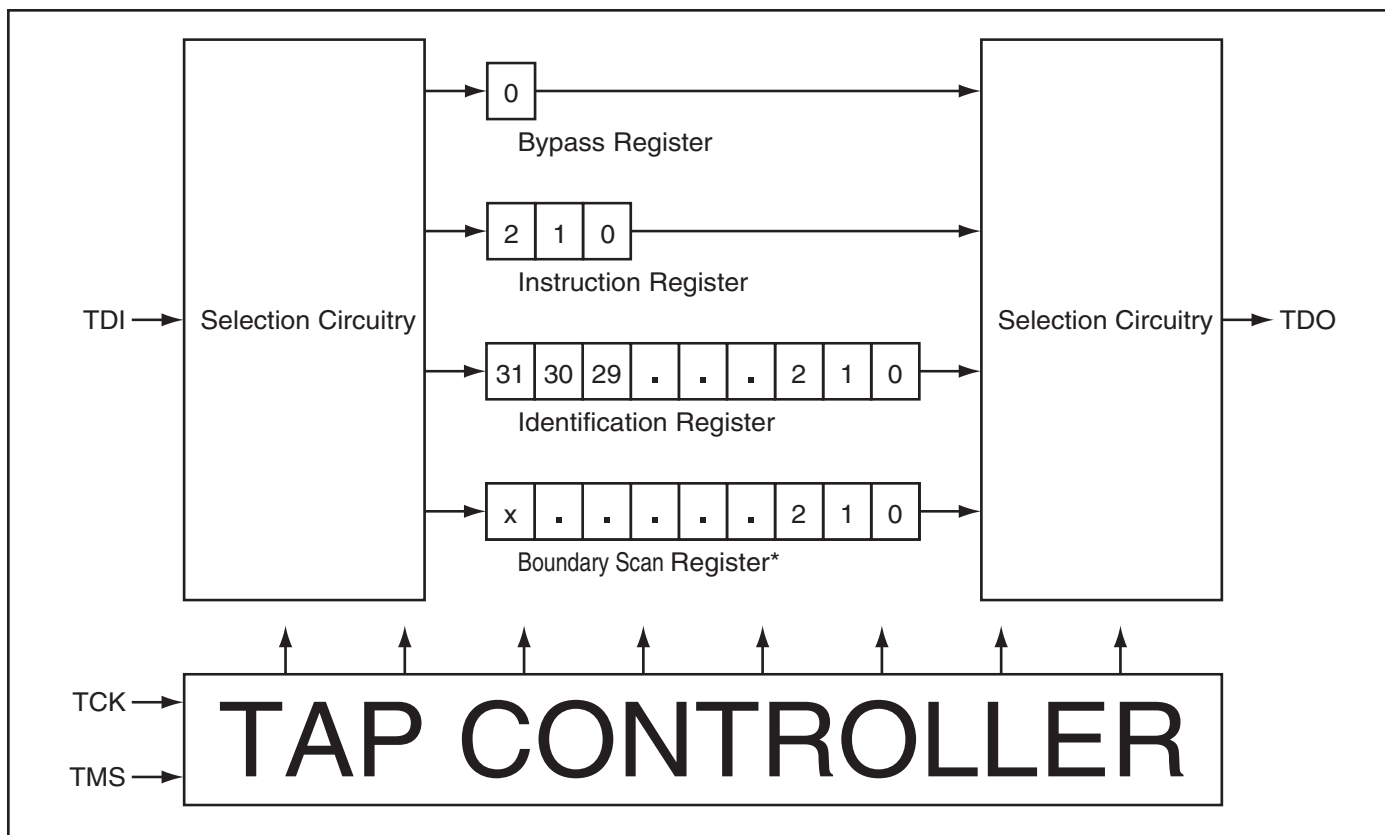 0
Bypass Register
2 1 0
Instruction Register
TDI
Selection Circuitry
Selection Circuitry
TDO
31 30 29 . . . 2 1 0
Identification Register
x . . . . . 2 1 0
Boundary Scan Register*
TCK
TAP CONTROLLER
TMS